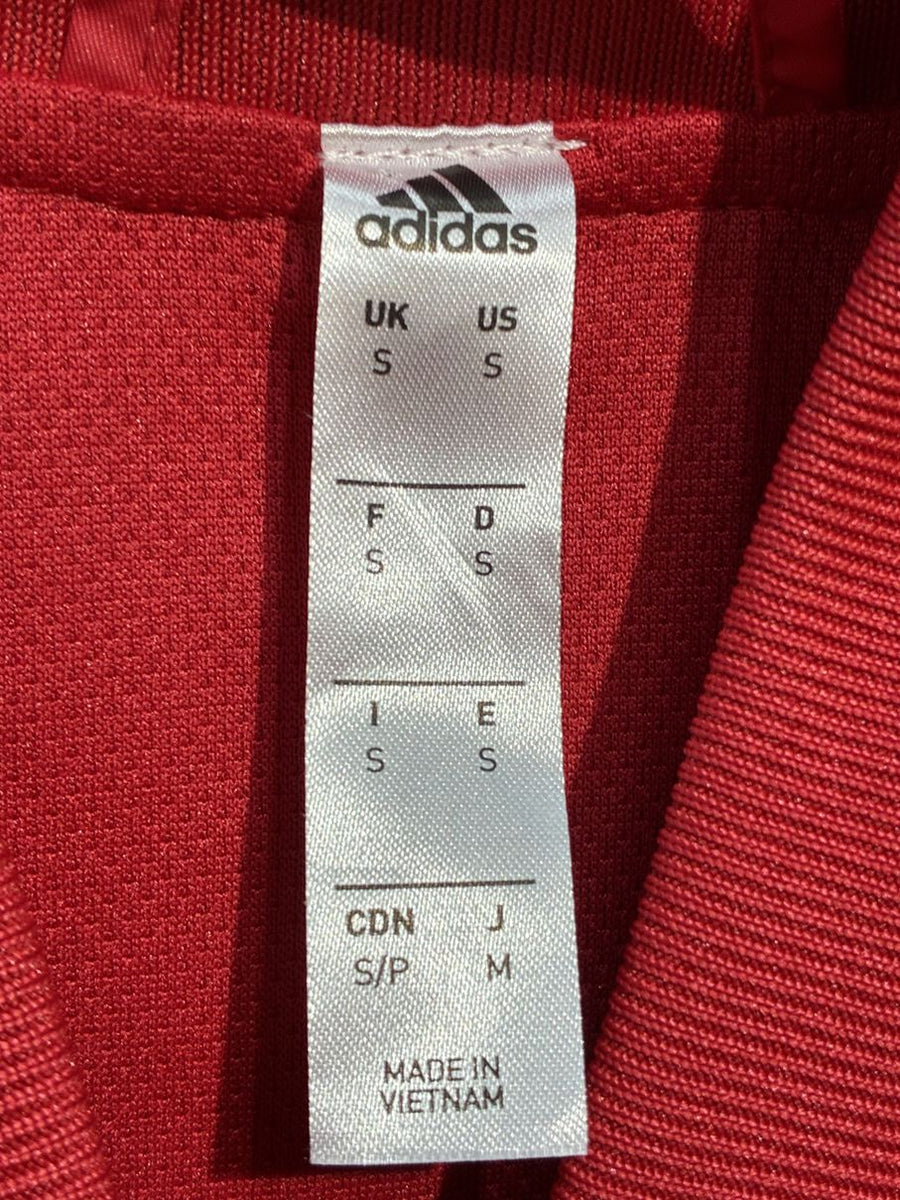 adidas
UK US
S S
F D
S S
I E
S S
CDN J
S/P M
MADE IN
VIETNAM